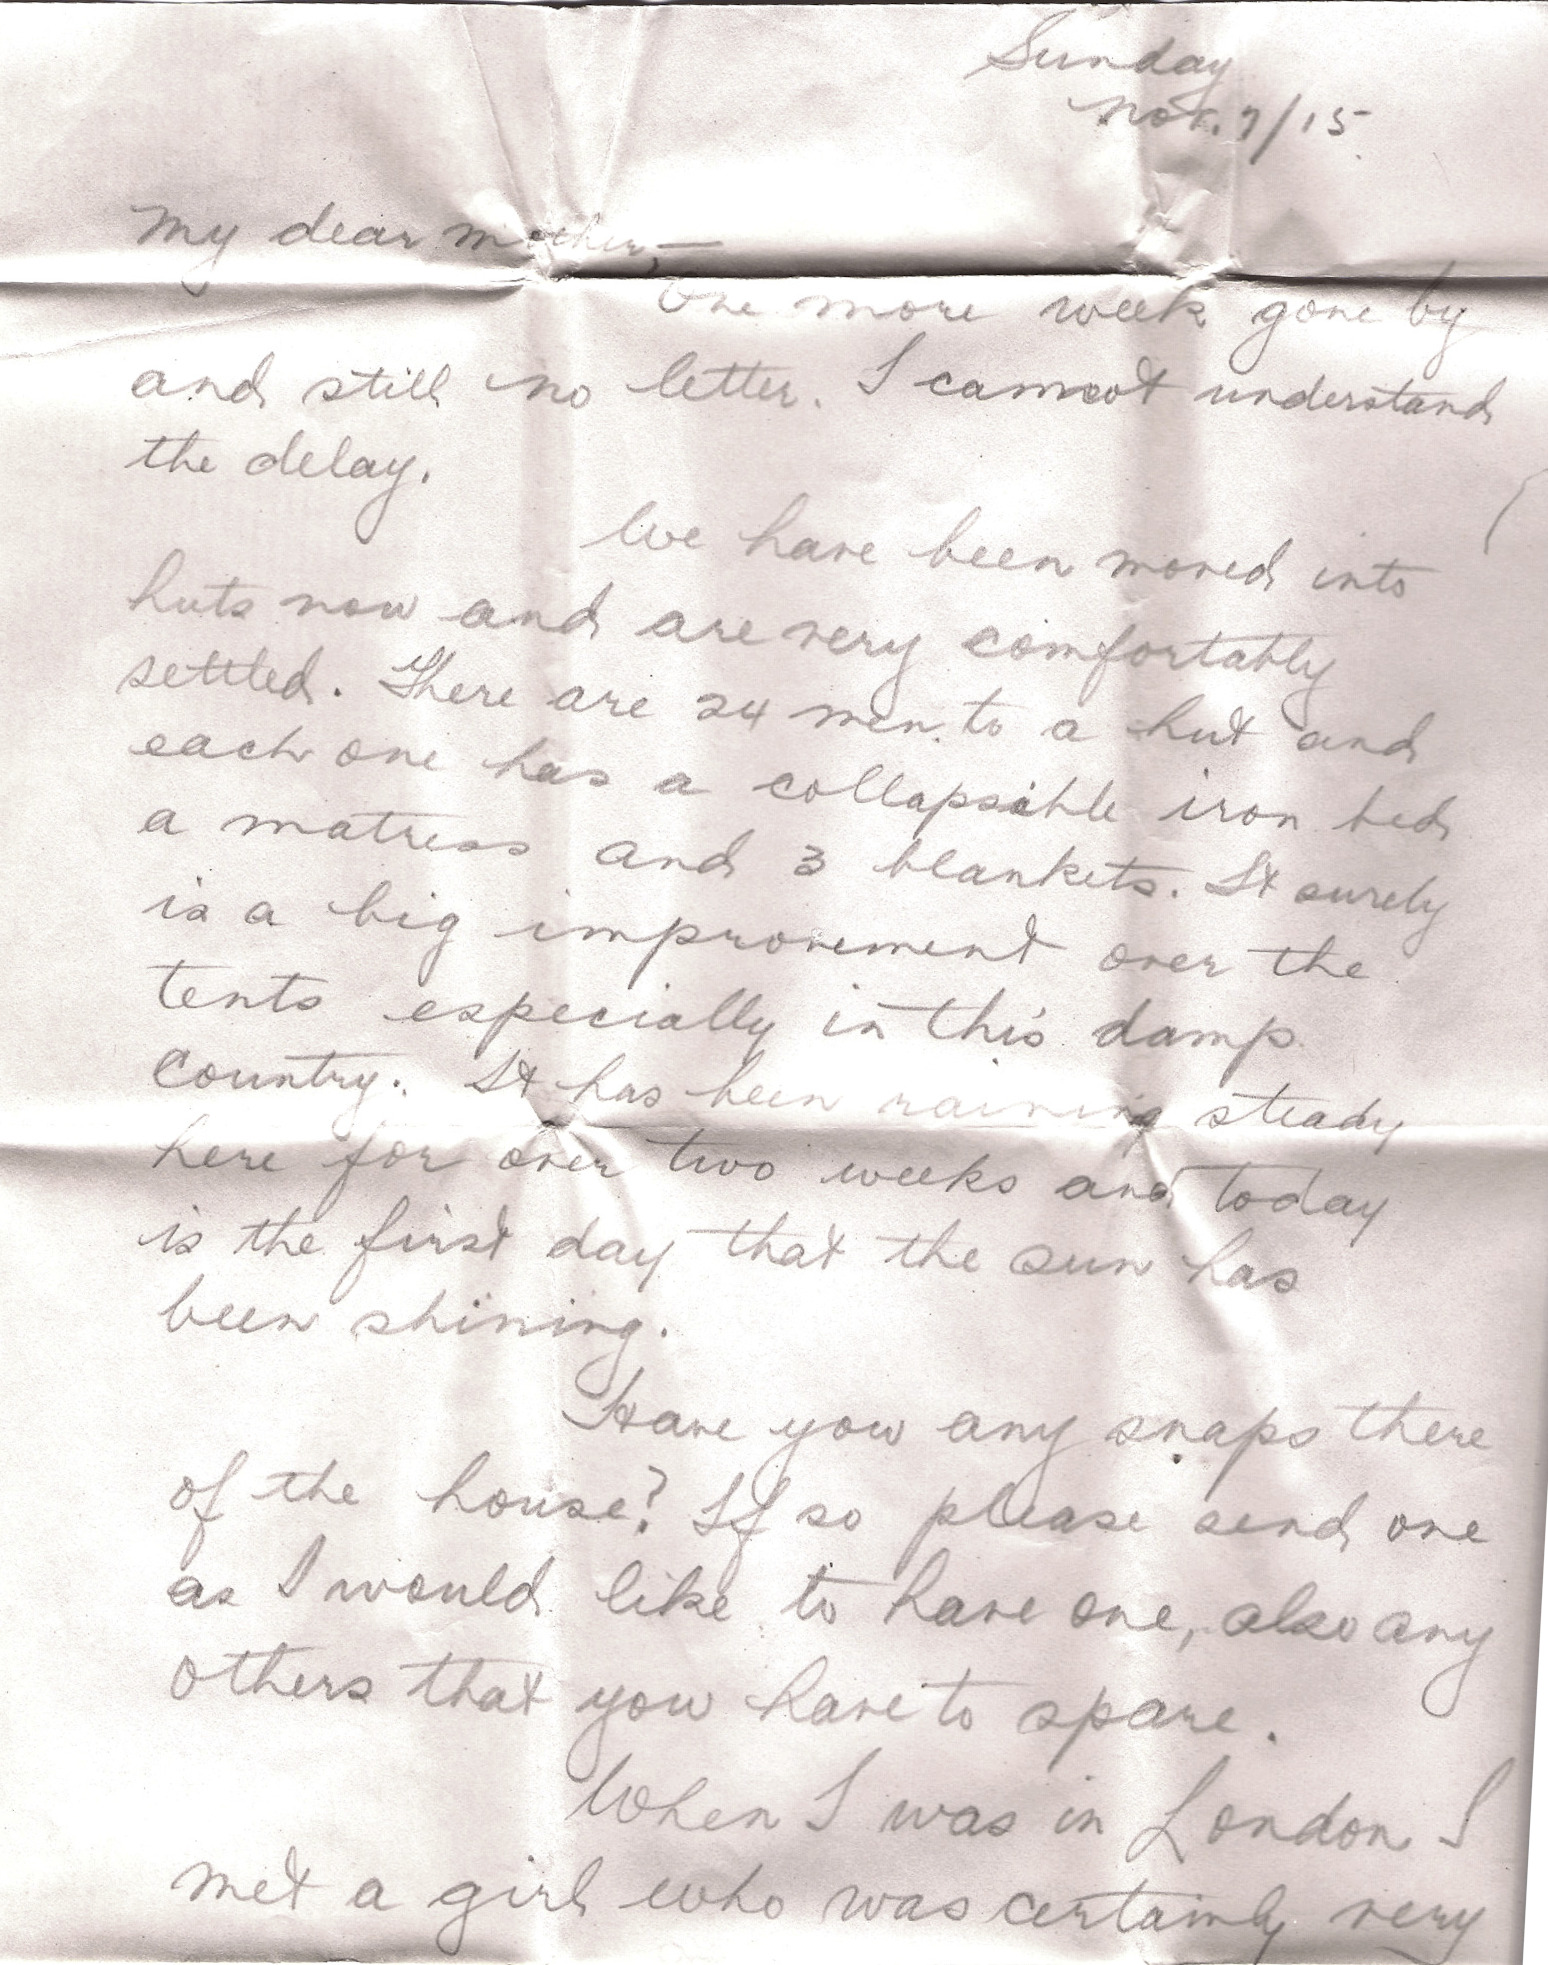 Sunday
Nov. 7/15.
My dear mother,—
One more week gone by
and still no letter. I cannot understand
the delay.
We have been moved into
huts now and are very comfortably
settled. There are 24 men to a hut and
each one has a collapsible iron bed
a matress and 3 blankets. It surely
is a big improvement over the
tents especially in this damp
country. It has been raining steady
here for over two weeks and today
is the first day that the sun has
been shining.
Have you any snaps there
of the house? If so please send one
as I would like to have one, also any
others that you have to spare.
When I was in London I
met a girl who was certainly very